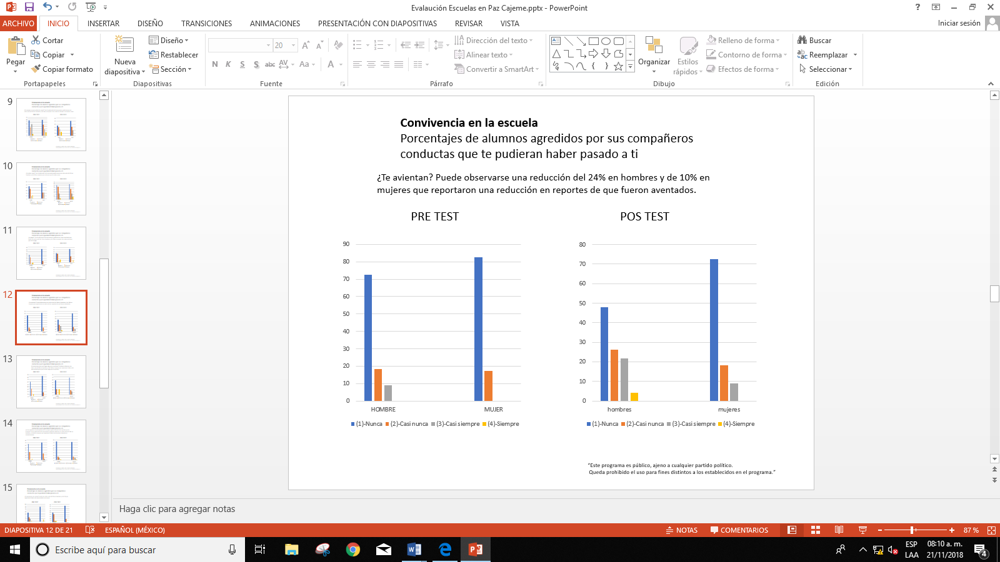 Evalaución Escuelas en Paz Cajeme.pptx - PowerPoint
ARCHIVO INICIO INSERTAR DISEÑO TRANSICIONES ANIMACIONES PRESENTACIÓN CON DIAPOSITIVAS REVISAR VISTA Iniciar sesión
Pegar
Cortar
Copiar
Copiar formato
Portapapeles
Nueva diapositiva
Diseño
Restablecer
Sección
Diapositivas
20
N K S S abc AV Aa A
Fuente
Dirección del texto
Alinear texto
Convertir a SmartArt
Párrafo
Organizar
Estilos rápidos
Relleno de forma
Contorno de forma
Efectos de forma
Dibujo
Buscar
Reemplazar
Seleccionar
Edición
9
10
11
12
13
14
15
Convivencia en la escuela
Porcentajes de alumnos agredidos por sus compañeros
conductas que te pudieran haber pasado a ti
¿Te avientan? Puede observarse una reducción del 24% en hombres y de 10% en
mujeres que reportaron una reducción en reportes de que fueron aventados.
PRE TEST
90
80
70
60
50
40
30
20
10
0
HOMBRE MUJER
(1)-Nunca (2)-Casi nunca (3)-Casi siempre (4)-Siempre
POS TEST
80
70
60
50
40
30
20
10
0
hombres mujeres
(1)-Nunca (2)-Casi nunca (3)-Casi siempre (4)-Siempre
“Este programa es público, ajeno a cualquier partido político.
Queda prohibido el uso para fines distintos a los establecidos en el programa.”
Haga clic para agregar notas
DIAPOSITIVA 12 DE 21 ESPAÑOL (MÉXICO) NOTAS COMENTARIOS 87 %
Escribe aquí para buscar
ESP
LAA
08:10 a. m.
21/11/2018
4